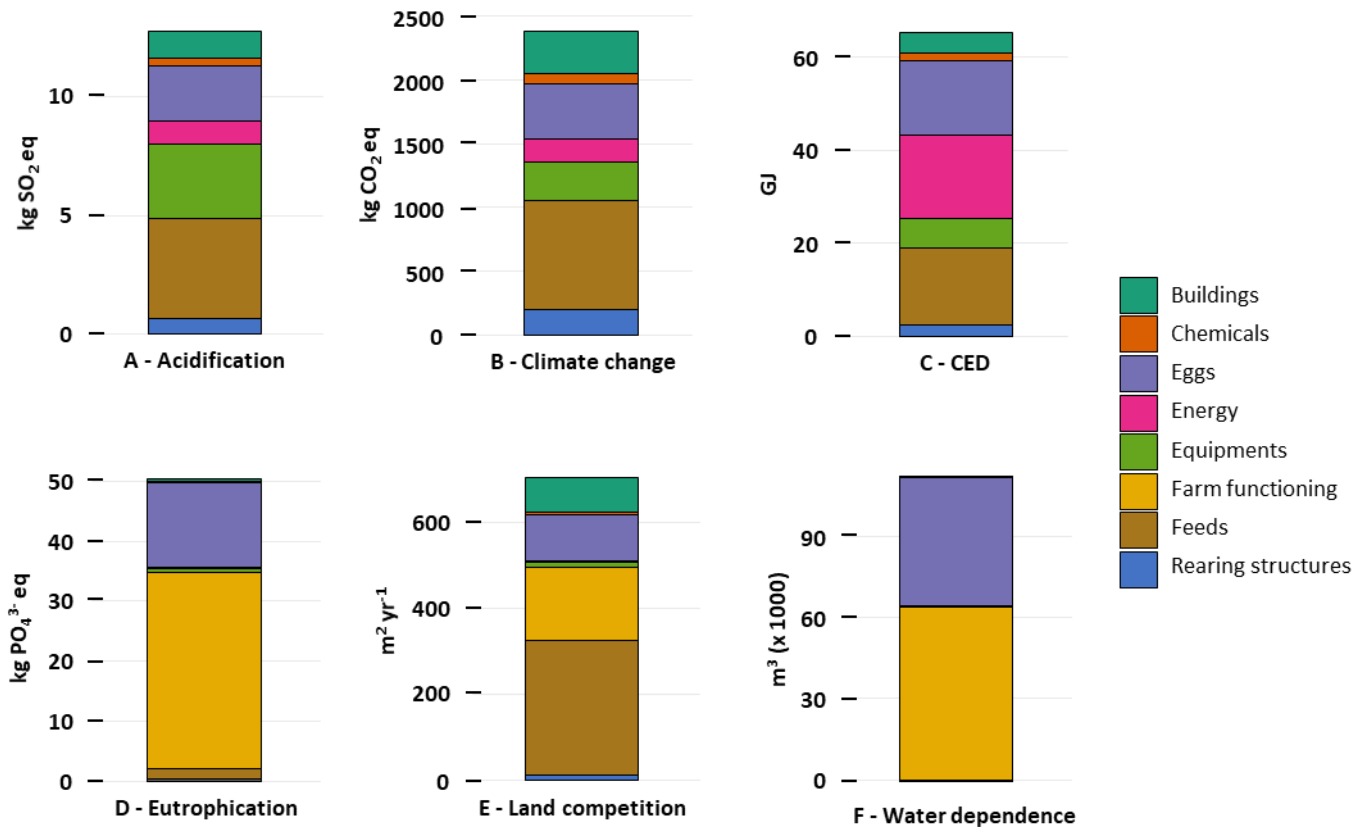 kg SO₂ eq
10
5
0
A - Acidification
kg CO₂ eq
2500
2000
1500
1000
500
0
B - Climate change
GJ
60
40
20
0
C - CED
Buildings
Chemicals
Eggs
Energy
Equipments
Farm functioning
Feeds
Rearing structures
kg PO₄³⁻ eq
50
40
30
20
10
0
D - Eutrophication
m² yr⁻¹
600
400
200
0
E - Land competition
m³ (x 1000)
90
60
30
0
F - Water dependence